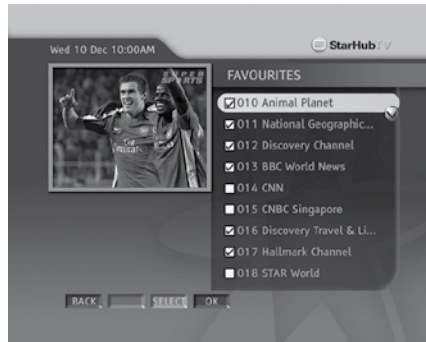 Wed 10 Dec 10:00AM
StarHub TV
SUPER
SPORTS
FAVOURITES
010 Animal Planet
011 National Geographic...
012 Discovery Channel
013 BBC World News
014 CNN
015 CNBC Singapore
016 Discovery Travel & Li...
017 Hallmark Channel
018 STAR World
BACK
SELECT
OK